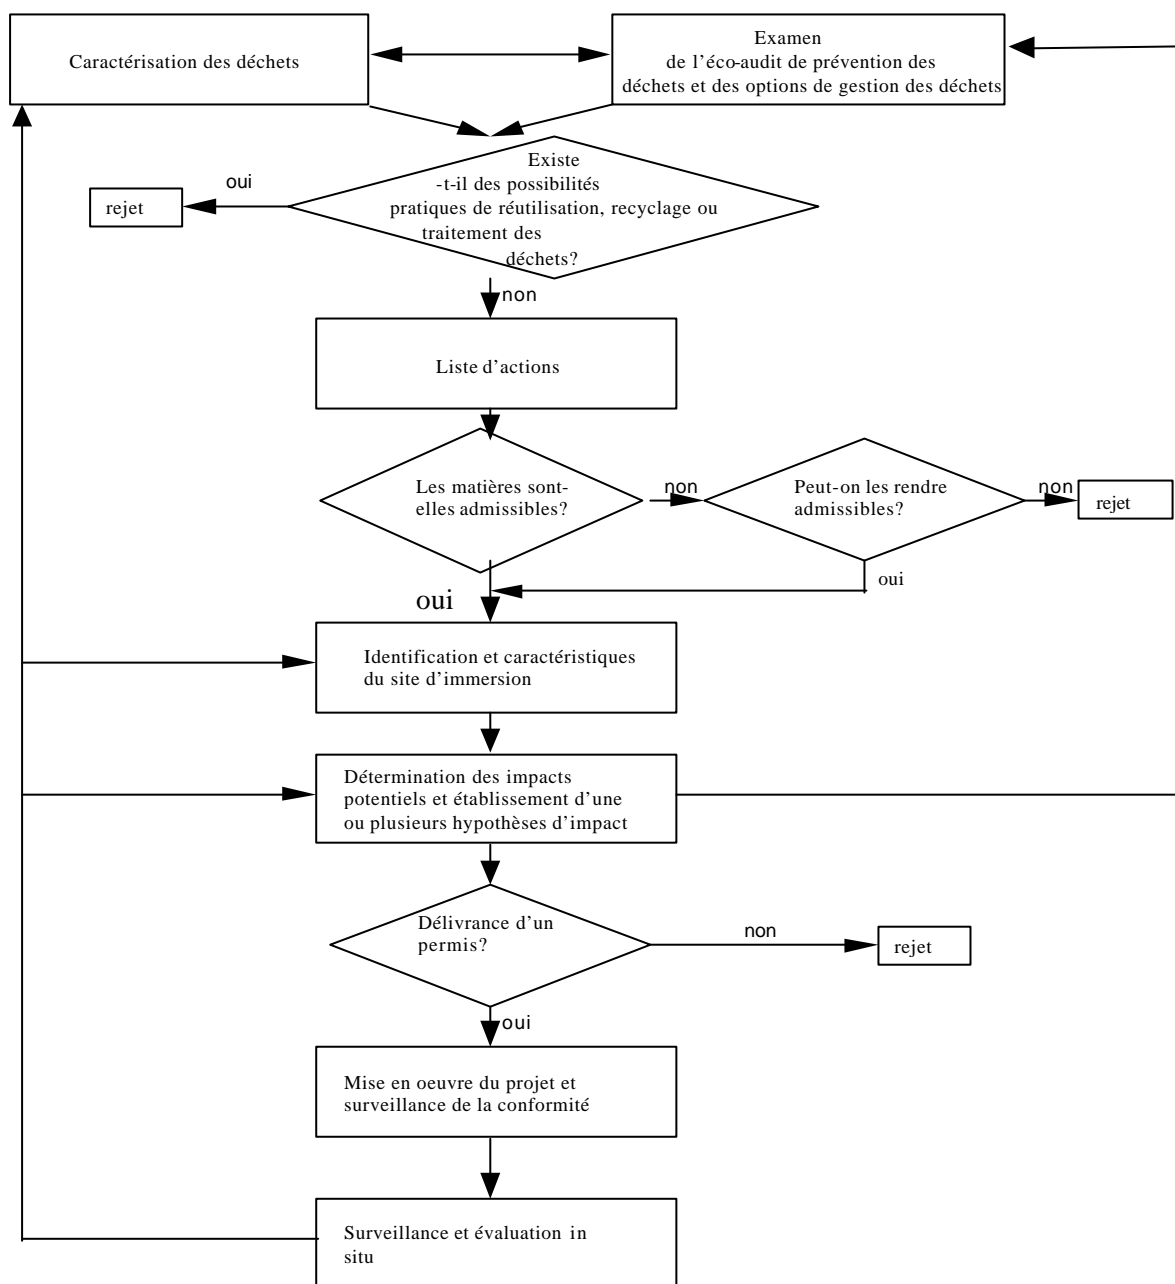 Caractérisation des déchets
Examen
de l’éco-audit de prévention des
déchets et des options de gestion des déchets
Existe
-t-il des possibilités
pratiques de réutilisation, recyclage ou
traitement des
déchets?
oui
rejet
non
Liste d’actions
Les matières sont-
elles admissibles?
non
Peut-on les rendre
admissibles?
non
rejet
oui
oui
Identification et caractéristiques
du site d’immersion
Détermination des impacts
potentiels et établissement d’une
ou plusieurs hypothèses d’impact
Délivrance d’un
permis?
non
rejet
oui
Mise en oeuvre du projet et
surveillance de la conformité
Surveillance et évaluation in
situ